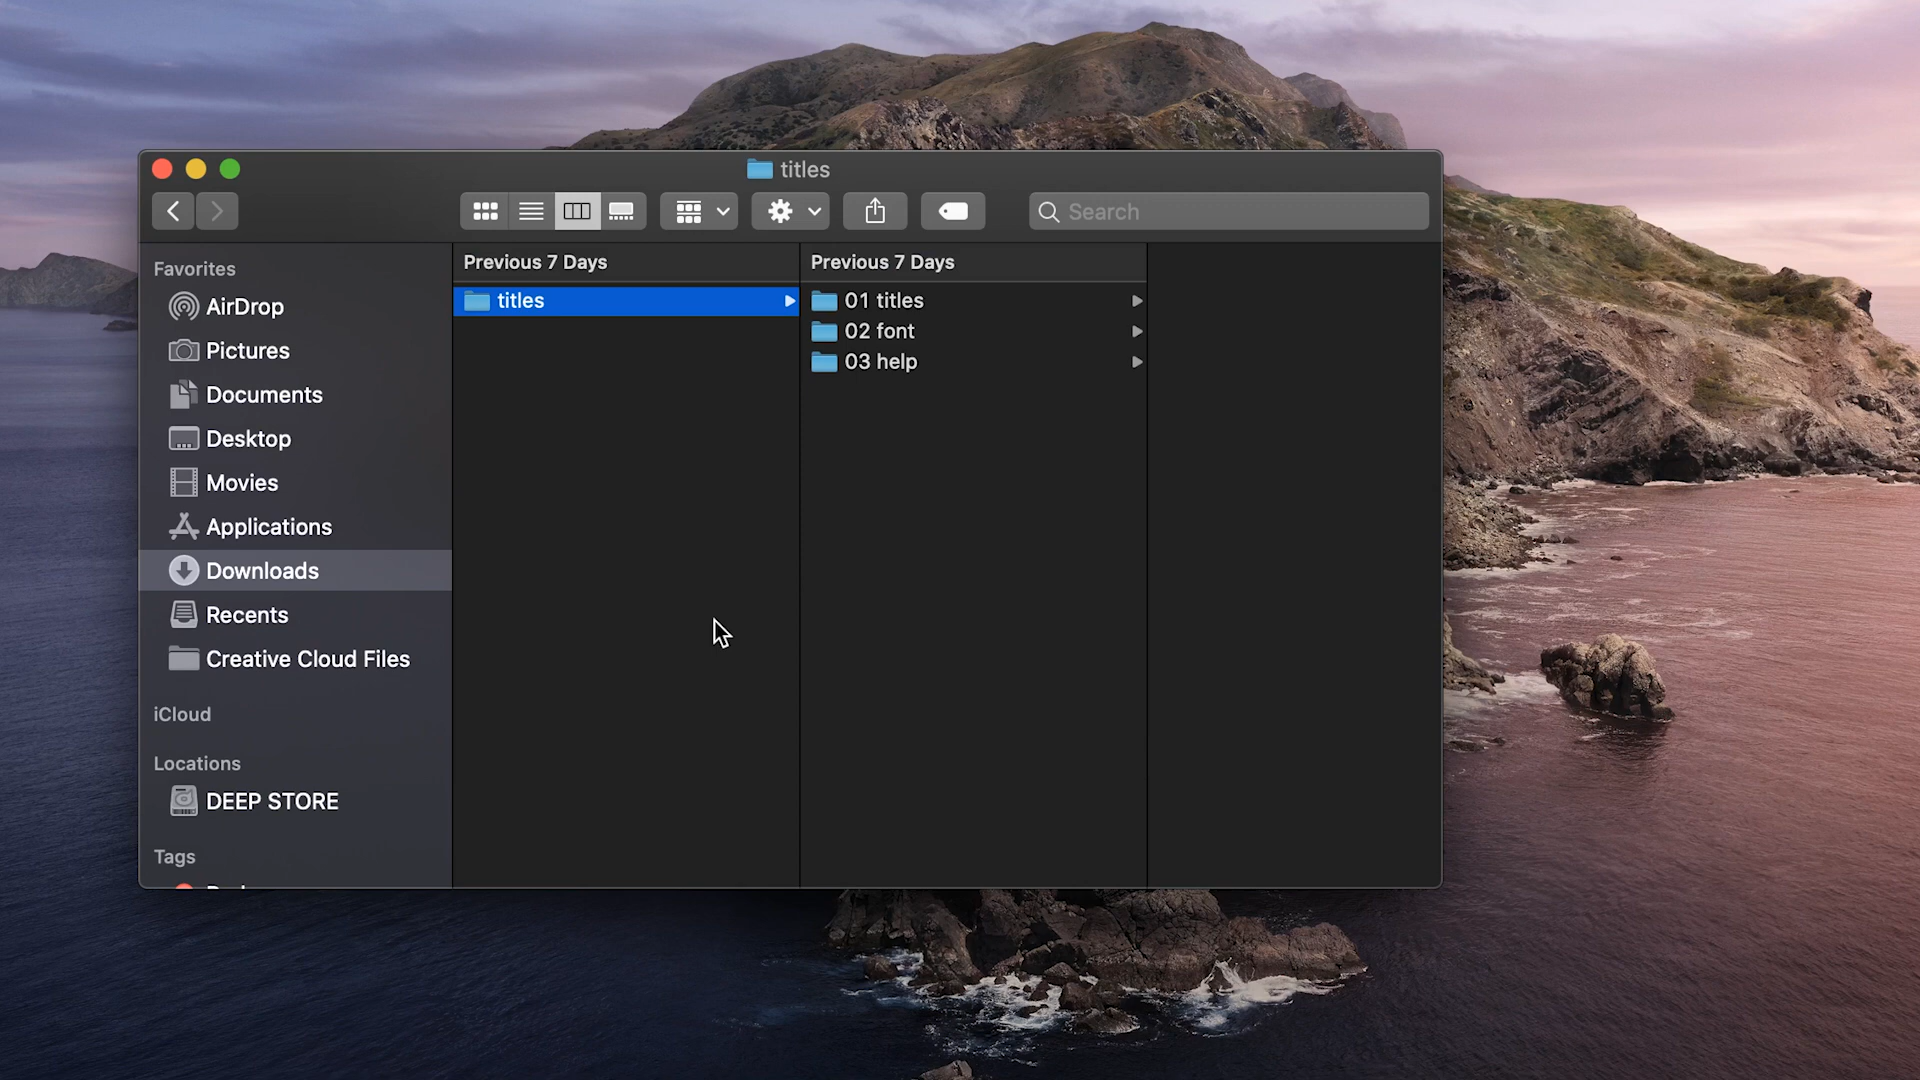 titles
Search
Favorites
AirDrop
Pictures
Documents
Desktop
Movies
Applications
Downloads
Recents
Creative Cloud Files
iCloud
Locations
DEEP STORE
Tags
Previous 7 Days
titles
Previous 7 Days
01 titles
02 font
03 help